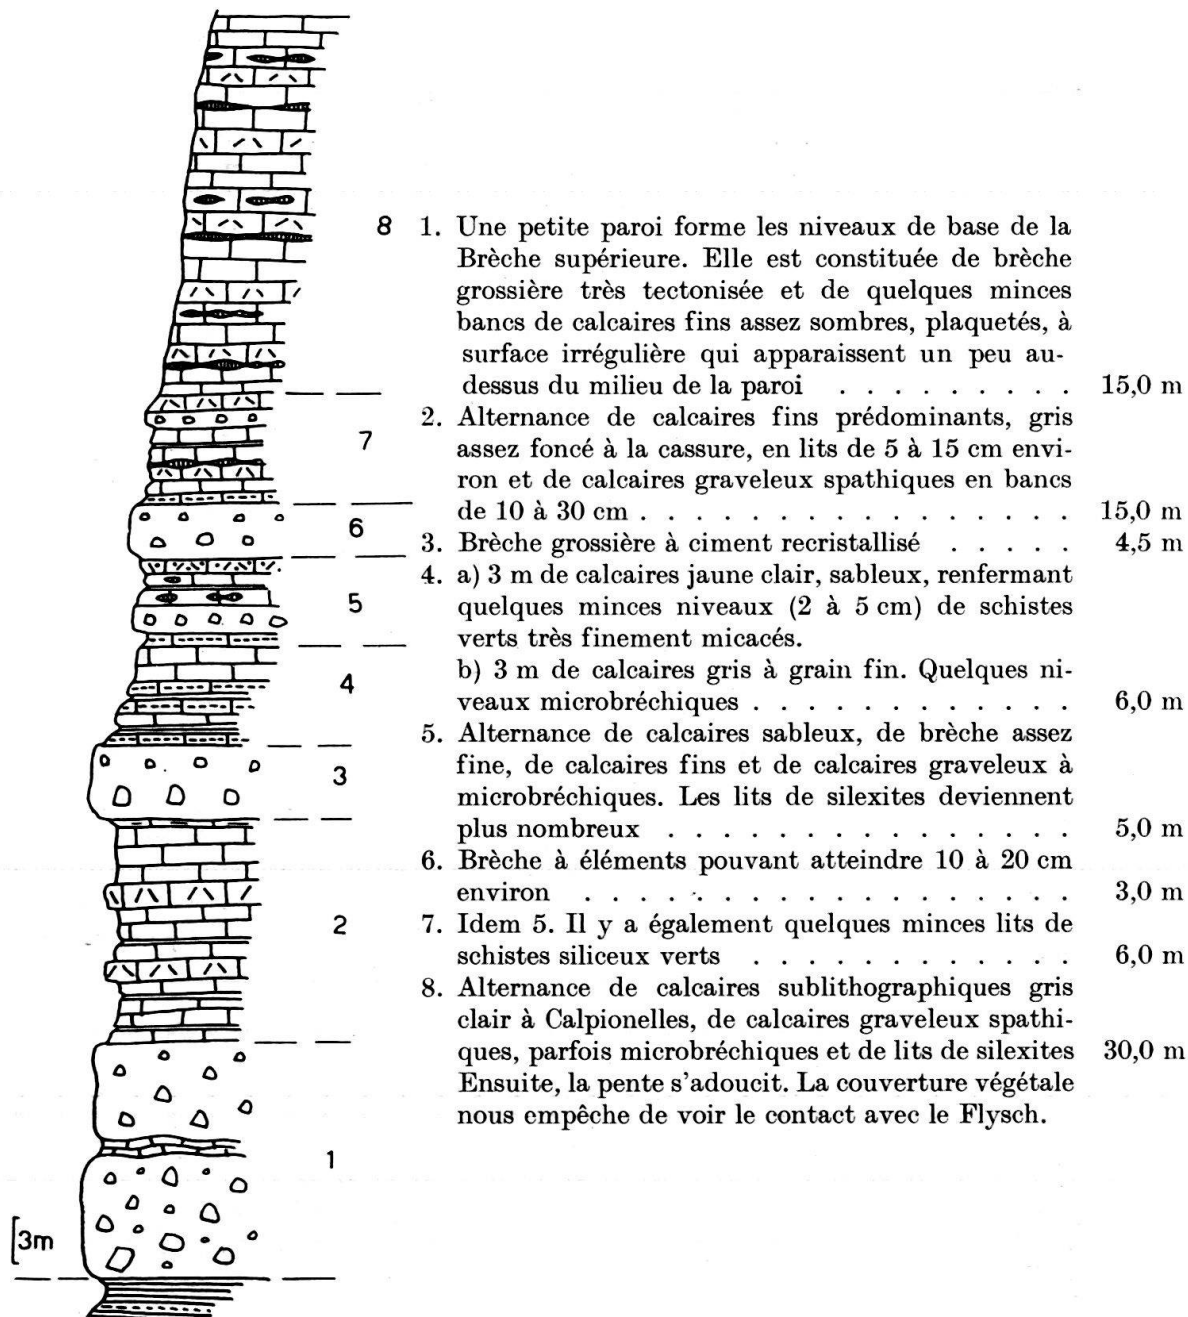 8
7
6
5
4
3
2
1
[3m
1. Une petite paroi forme les niveaux de base de la
Brèche supérieure. Elle est constituée de brèche
grossière très tectonisée et de quelques minces
bancs de calcaires fins assez sombres, plaquetés, à
surface irrégulière qui apparaissent un peu au-
dessus du milieu de la paroi . . . . . . . . . 15,0 m
2. Alternance de calcaires fins prédominants, gris
assez foncé à la cassure, en lits de 5 à 15 cm envi-
ron et de calcaires graveleux spathiques en bancs
de 10 à 30 cm . . . . . . . . . . . . . . . . 15,0 m
3. Brèche grossière à ciment recristallisé . . . . . 4,5 m
4. a) 3 m de calcaires jaune clair, sableux, renfermant
quelques minces niveaux (2 à 5 cm) de schistes
verts très finement micacés.
b) 3 m de calcaires gris à grain fin. Quelques ni-
veaux microbréchiques . . . . . . . . . . . . 6,0 m
5. Alternance de calcaires sableux, de brèche assez
fine, de calcaires fins et de calcaires graveleux à
microbréchiques. Les lits de silexites deviennent
plus nombreux . . . . . . . . . . . . . . . 5,0 m
6. Brèche à éléments pouvant atteindre 10 à 20 cm
environ . . . . . . . . . . . . . . . . . . 3,0 m
7. Idem 5. Il y a également quelques minces lits de
schistes siliceux verts . . . . . . . . . . . . 6,0 m
8. Alternance de calcaires sublithographiques gris
clair à Calpionelles, de calcaires graveleux spathi-
ques, parfois microbréchiques et de lits de silexites 30,0 m
Ensuite, la pente s'adoucit. La couverture végétale
nous empêche de voir le contact avec le Flysch.